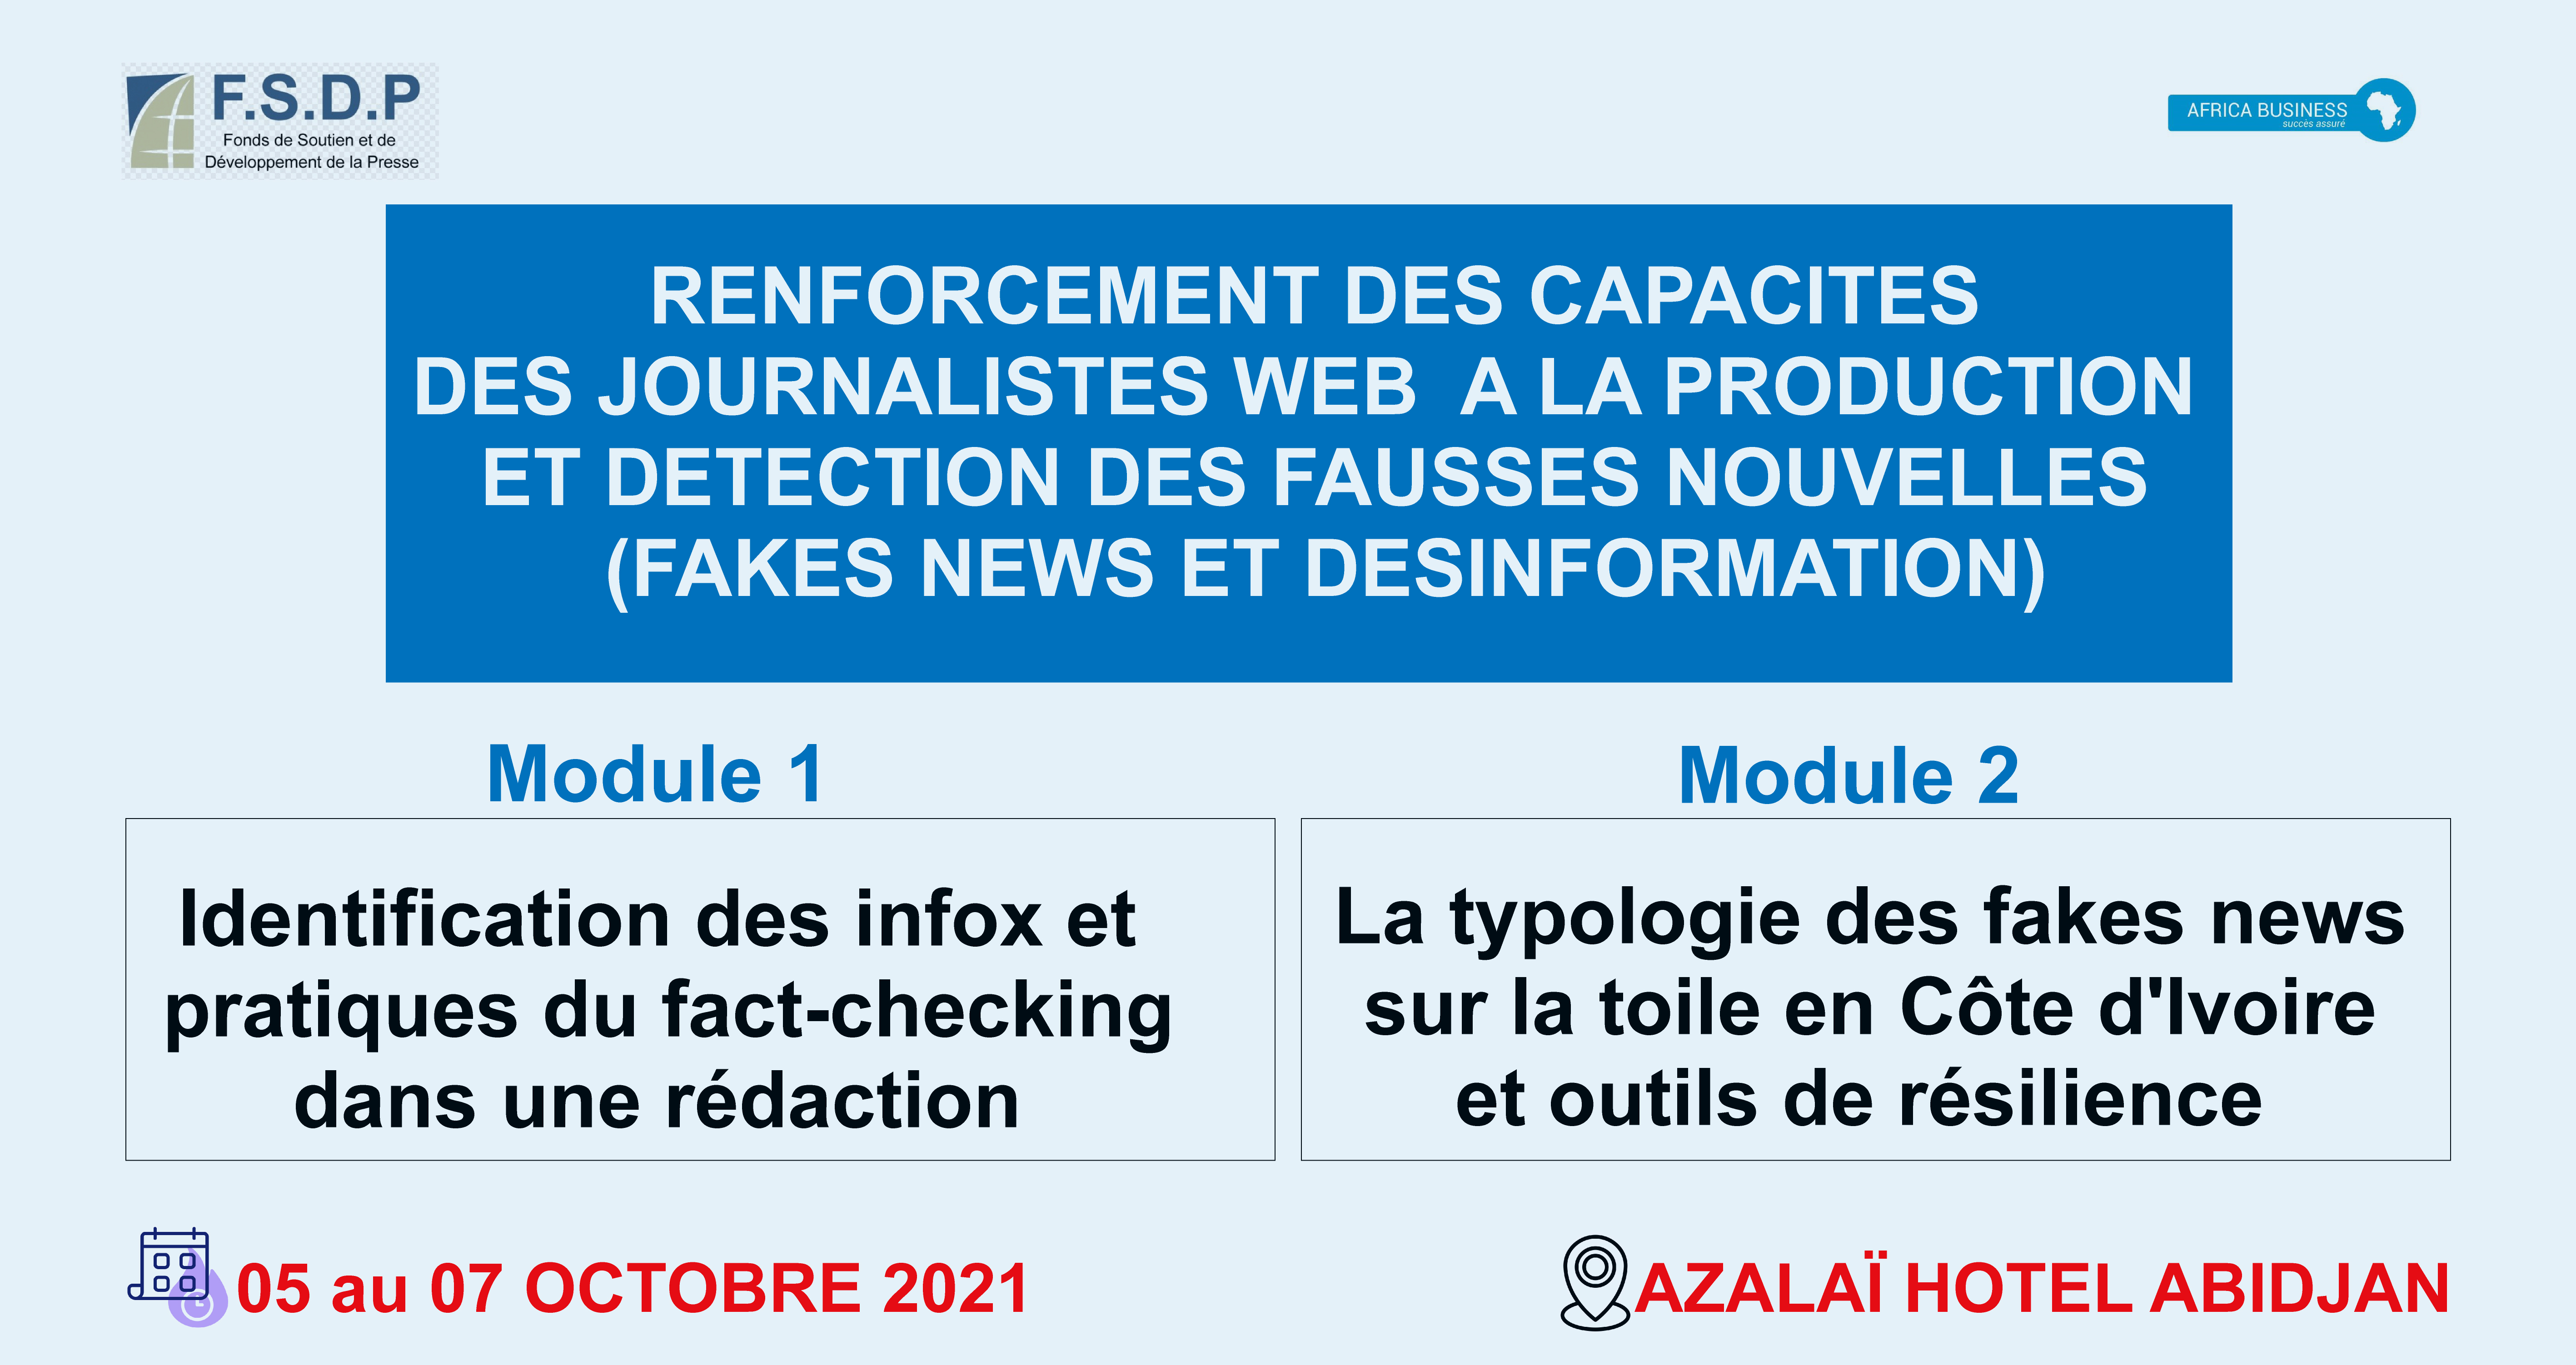 F.S.D.P
Fonds de Soutien et de
Développement de la Presse
AFRICA BUSINESS
succès assuré
RENFORCEMENT DES CAPACITES
DES JOURNALISTES WEB  A LA PRODUCTION
ET DETECTION DES FAUSSES NOUVELLES
(FAKES NEWS ET DESINFORMATION)
Module 1
Identification des infox et
pratiques du fact-checking
dans une rédaction
Module 2
La typologie des fakes news
sur la toile en Côte d'Ivoire
et outils de résilience
05 au 07 OCTOBRE 2021
AZALAÏ HOTEL ABIDJAN